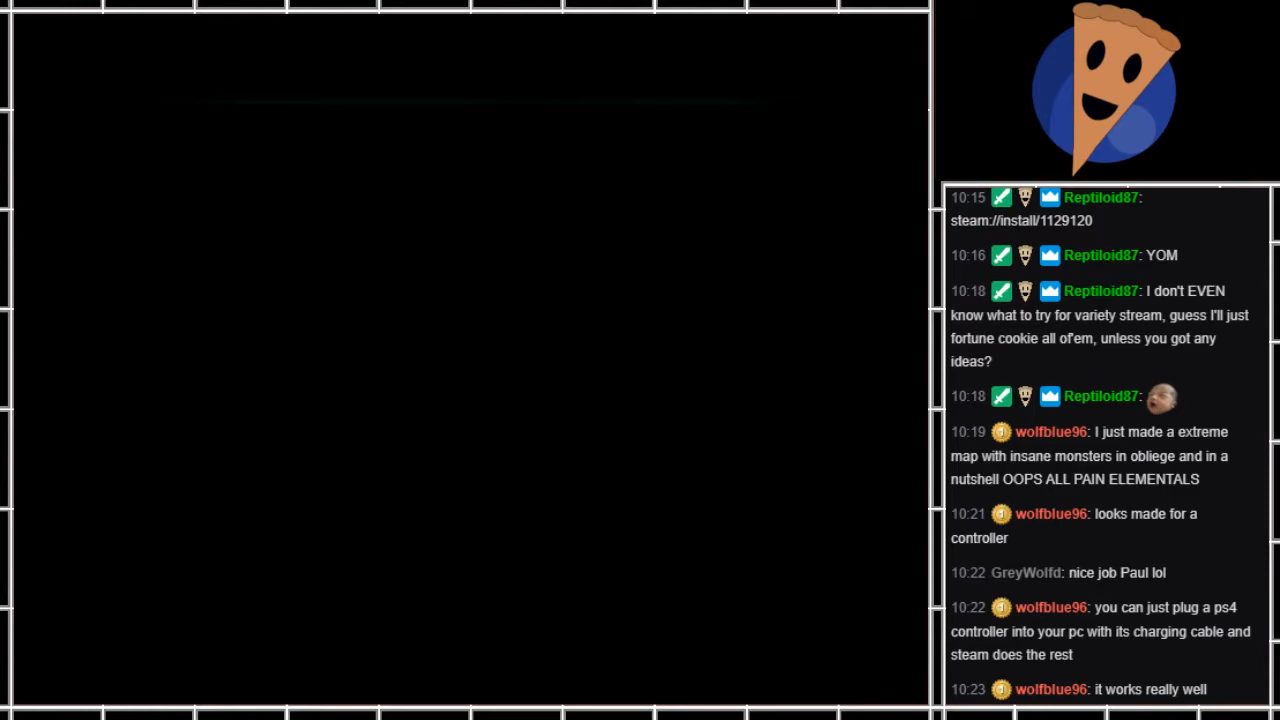 10:15 Reptiloid87:
steam://install/1129120
10:16 Reptiloid87: YOM
10:18 Reptiloid87: I don't EVEN
know what to try for variety stream, guess I'll just
fortune cookie all of'em, unless you got any
ideas?
10:18 Reptiloid87:
10:19 wolfblue96: I just made a extreme
map with insane monsters in obliege and in a
nutshell OOPS ALL PAIN ELEMENTALS
10:21 wolfblue96: looks made for a
controller
10:22 GreyWolfd: nice job Paul lol
10:22 wolfblue96: you can just plug a ps4
controller into your pc with its charging cable and
steam does the rest
10:23 wolfblue96: it works really well